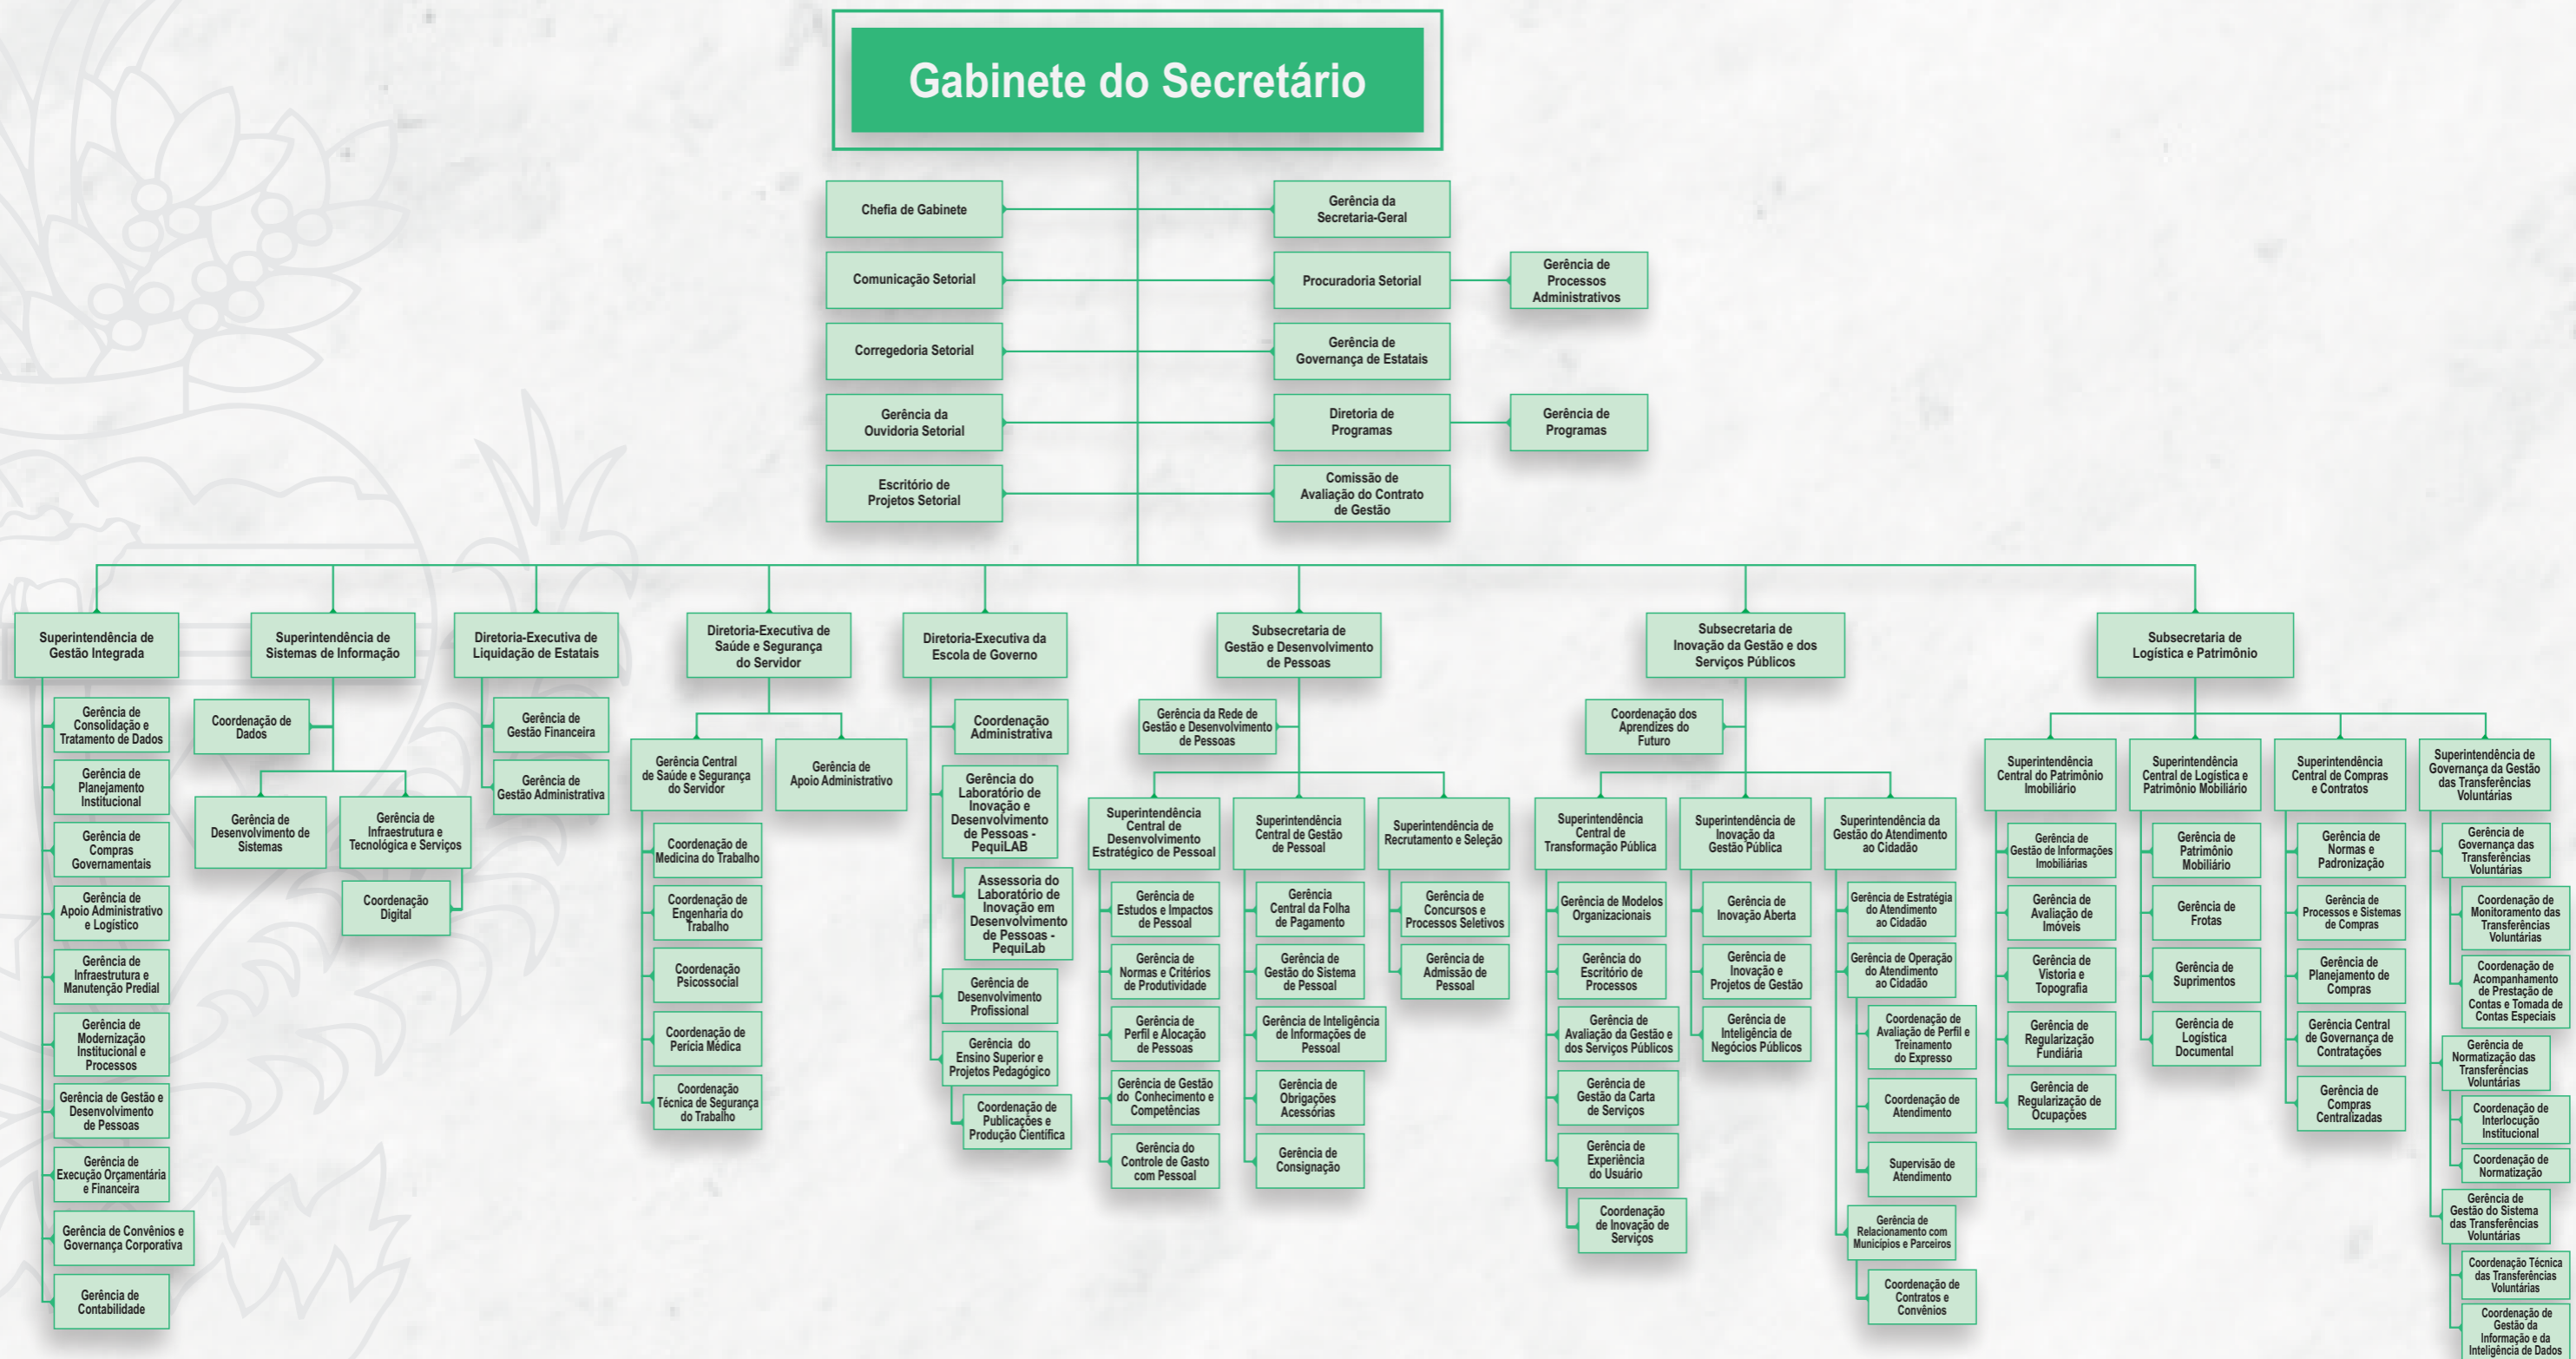 Gabinete do Secretário
Chefia de Gabinete
Gerência da
Secretaria-Geral
Comunicação Setorial
Procuradoria Setorial
Gerência de
Processos
Administrativos
Corregedoria Setorial
Gerência de
Governança de Estatais
Gerência da
Ouvidoria Setorial
Diretoria de
Programas
Gerência de
Programas
Escritório de
Projetos Setorial
Comissão de
Avaliação do Contrato
de Gestão
Superintendência de
Gestão Integrada
Gerência de
Consolidação e
Tratamento de Dados
Gerência de
Planejamento
Institucional
Gerência de
Compras
Governamentais
Gerência de
Apoio Administrativo
e Logístico
Gerência de
Infraestrutura e
Manutenção Predial
Gerência de
Modernização
Institucional e
Processos
Gerência de Gestão e
Desenvolvimento
de Pessoas
Gerência de
Execução Orçamentária
e Financeira
Gerência de Convênios e
Governança Corporativa
Gerência de
Contabilidade
Superintendência de
Sistemas de Informação
Coordenação de
Dados
Gerência de
Desenvolvimento de
Sistemas
Gerência de
Infraestrutura e
Tecnológica e Serviços
Coordenação
Digital
Diretoria-Executiva de
Liquidação de Estatais
Gerência de
Gestão Financeira
Gerência de
Gestão Administrativa
Diretoria-Executiva de
Saúde e Segurança
do Servidor
Gerência Central
de Saúde e Segurança
do Servidor
Gerência de
Apoio Administrativo
Coordenação de
Medicina do Trabalho
Coordenação de
Engenharia do
Trabalho
Coordenação
Psicossocial
Coordenação de
Perícia Médica
Coordenação
Técnica de Segurança
do Trabalho
Diretoria-Executiva da
Escola de Governo
Coordenação
Administrativa
Gerência do
Laboratório de
Inovação e
Desenvolvimento
de Pessoas -
PequiLAB
Assessoria do
Laboratório de
Inovação em
Desenvolvimento
de Pessoas -
PequiLab
Gerência de
Desenvolvimento
Profissional
Gerência do
Ensino Superior e
Projetos Pedagógico
Coordenação de
Publicações e
Produção Científica
Subsecretaria de
Gestão e Desenvolvimento
de Pessoas
Gerência da Rede de
Gestão e Desenvolvimento
de Pessoas
Superintendência
Central de
Desenvolvimento
Estratégico de Pessoal
Gerência de
Estudos e Impactos
de Pessoal
Gerência de
Normas e Critérios
de Produtividade
Gerência de
Perfil e Alocação
de Pessoas
Gerência de Gestão
do Conhecimento e
Competências
Gerência do
Controle de Gasto
com Pessoal
Superintendência
Central de Gestão
de Pessoal
Gerência
Central da Folha
de Pagamento
Gerência de
Gestão do Sistema
de Pessoal
Gerência de Inteligência
de Informações de
Pessoal
Gerência de
Obrigações
Acessórias
Gerência de
Consignação
Superintendência de
Recrutamento e Seleção
Gerência de
Concursos e
Processos Seletivos
Gerência de
Admissão de
Pessoal
Subsecretaria de
Inovação da Gestão e dos
Serviços Públicos
Coordenação dos
Aprendizes do
Futuro
Superintendência
Central de
Transformação Pública
Gerência de Modelos
Organizacionais
Gerência do
Escritório de
Processos
Gerência de
Avaliação da Gestão e
dos Serviços Públicos
Gerência de
Gestão da Carta
de Serviços
Gerência de
Experiência
do Usuário
Coordenação
de Inovação de
Serviços
Superintendência de
Inovação da
Gestão Pública
Gerência de
Inovação Aberta
Gerência de
Inovação e
Projetos de Gestão
Gerência de
Inteligência de
Negócios Públicos
Superintendência da
Gestão do Atendimento
ao Cidadão
Gerência de Estratégia
do Atendimento
ao Cidadão
Gerência de Operação
do Atendimento
ao Cidadão
Coordenação de
Avaliação de Perfil e
Treinamento
do Expresso
Coordenação de
Atendimento
Supervisão de
Atendimento
Gerência de
Relacionamento com
Municípios e Parceiros
Coordenação de
Contratos e
Convênios
Subsecretaria de
Logística e Patrimônio
Superintendência
Central do Patrimônio
Imobiliário
Gerência de
Gestão de Informações
Imobiliárias
Gerência de
Avaliação de
Imóveis
Gerência de
Vistoria e
Topografia
Gerência de
Regularização
Fundiária
Gerência de
Regularização de
Ocupações
Superintendência
Central de Logística e
Patrimônio Mobiliário
Gerência de
Patrimônio
Mobiliário
Gerência de
Frotas
Gerência de
Suprimentos
Gerência de
Logística
Documental
Superintendência
Central de Compras
e Contratos
Gerência de
Normas e
Padronização
Gerência de
Processos e Sistemas
de Compras
Gerência de
Planejamento de
Compras
Gerência Central
de Governança de
Contratações
Gerência de
Compras
Centralizadas
Superintendência de
Governança da Gestão
das Transferências
Voluntárias
Gerência de
Governança das
Transferências
Voluntárias
Coordenação de
Monitoramento das
Transferências
Voluntárias
Coordenação de
Acompanhamento
de Prestação de
Contas e Tomada de
Contas Especiais
Gerência de
Normatização das
Transferências
Voluntárias
Coordenação de
Interlocução
Institucional
Coordenação de
Normatização
Gerência de
Gestão do Sistema
das Transferências
Voluntárias
Coordenação Técnica
das Transferências
Voluntárias
Coordenação de
Gestão da
Informação e da
Inteligência de Dados